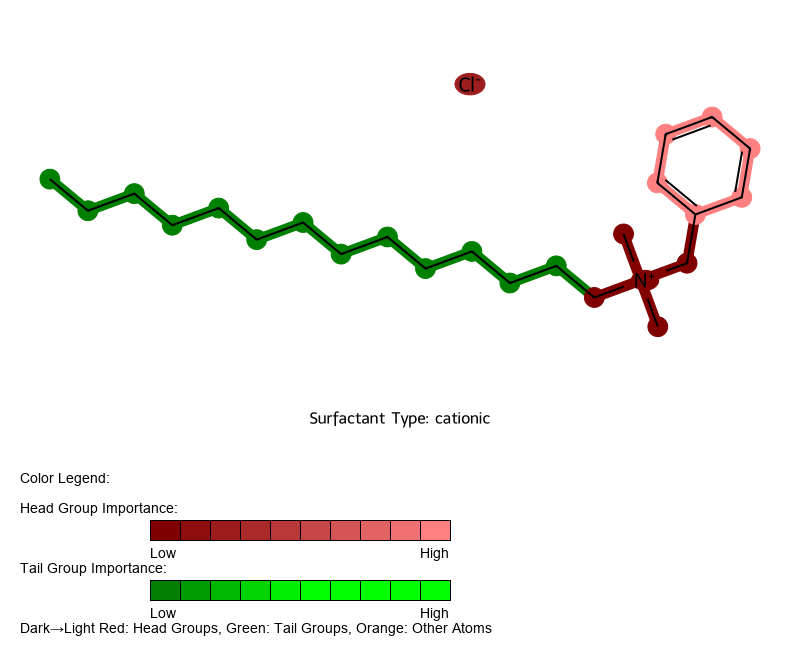 Cl⁻
N⁺
Surfactant Type: cationic
Color Legend:
Head Group Importance:
Low High
Tail Group Importance:
Low High
Dark→Light Red: Head Groups, Green: Tail Groups, Orange: Other Atoms